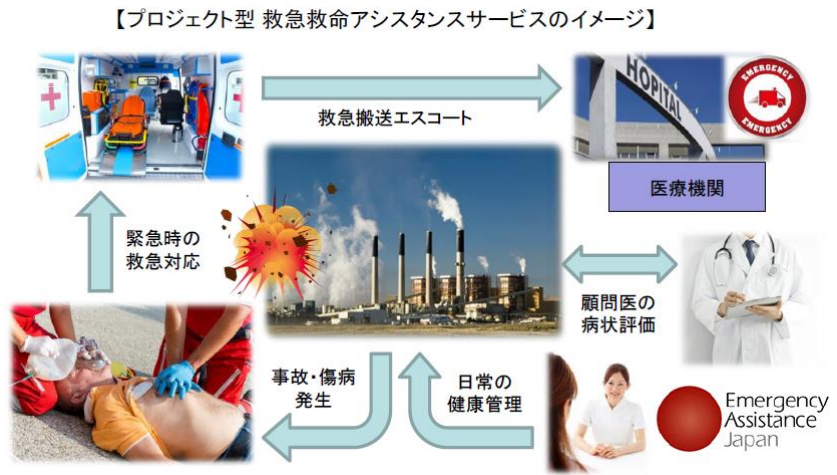 【プロジェクト型 救急救命アシスタンスサービスのイメージ】
救急搬送エスコート
HOPITAL
EMERGENCY
EMERGENCY
医療機関
緊急時の
救急対応
顧問医の
病状評価
事故・傷病
発生
日常の
健康管理
Emergency
Assistance
Japan